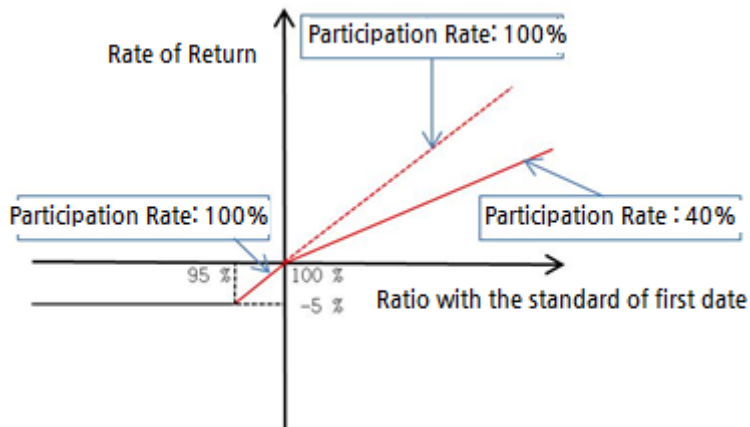 Participation Rate: 100%
Rate of Return
Participation Rate: 100%
Participation Rate : 40%
95 %
100 %
-5 %
Ratio with the standard of first date